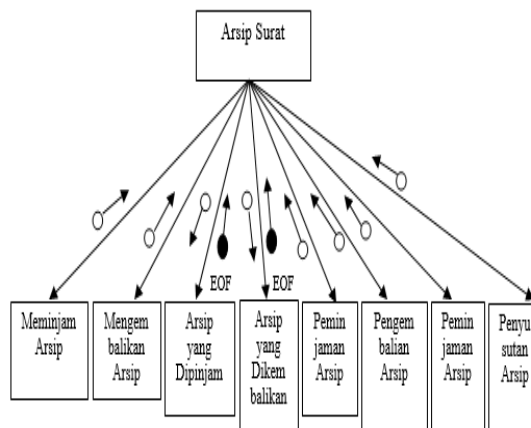 Arsip Surat
EOF
EOF
Meminjam
Arsip
Mengem
balikan
Arsip
Arsip
yang
Dipinjam
Arsip
yang
Dikem
balikan
Pemin
jaman
Arsip
Pengem
balian
Arsip
Pemin
jaman
Arsip
Penyu
sutan
Arsip